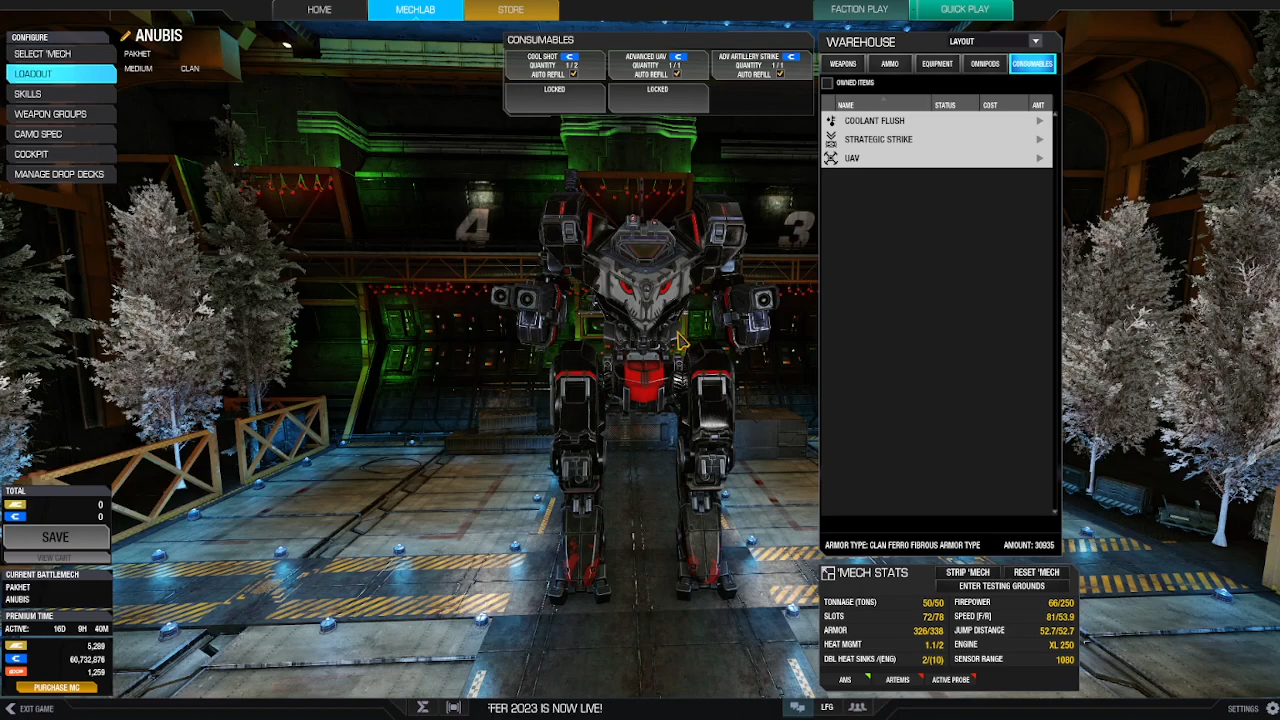 HOME
MECHLAB
STORE
FACTION PLAY
QUICK PLAY
CONFIGURE
SELECT 'MECH
LOADOUT
SKILLS
WEAPON GROUPS
CAMO SPEC
COCKPIT
MANAGE DROP DECKS
ANUBIS
PAKHET
MEDIUM CLAN
CONSUMABLES
COOL SHOT C
QUANTITY 1/2
AUTO REFILL
ADVANCED UAV C
QUANTITY 1/1
AUTO REFILL
ADV ARTILLERY STRIKE C
QUANTITY 1/1
AUTO REFILL
LOCKED
LOCKED
WAREHOUSE LAYOUT
WEAPONS AMMO EQUIPMENT OMNIPODS CONSUMABLES
OWNED ITEMS
NAME STATUS COST AMT
COOLANT FLUSH
STRATEGIC STRIKE
UAV
4
3
ARMOR TYPE: CLAN FERRO FIBROUS ARMOR TYPE AMOUNT: 30935
'MECH STATS STRIP 'MECH RESET 'MECH
ENTER TESTING GROUNDS
TONNAGE (TONS) 50/50 FIREPOWER 66/250
SLOTS 72/78 SPEED [F/R] 81/53.9
ARMOR 326/338 JUMP DISTANCE 52.7/52.7
HEAT MGMT 1.1/2 ENGINE XL 250
DBL HEAT SINKS /(ENG) 2/(10) SENSOR RANGE 1080
AMS ARTEMIS ACTIVE PROBE
TOTAL
MC 0
C 0
SAVE
VIEW CART
CURRENT BATTLEMECH
PAKHET
ANUBIS
PREMIUM TIME
ACTIVE: 16D 9H 40M
MC 5,289
C 60,732,876
GXP 1,259
PURCHASE MC
EXIT GAME
FER 2023 IS NOW LIVE!
LFG
SETTINGS